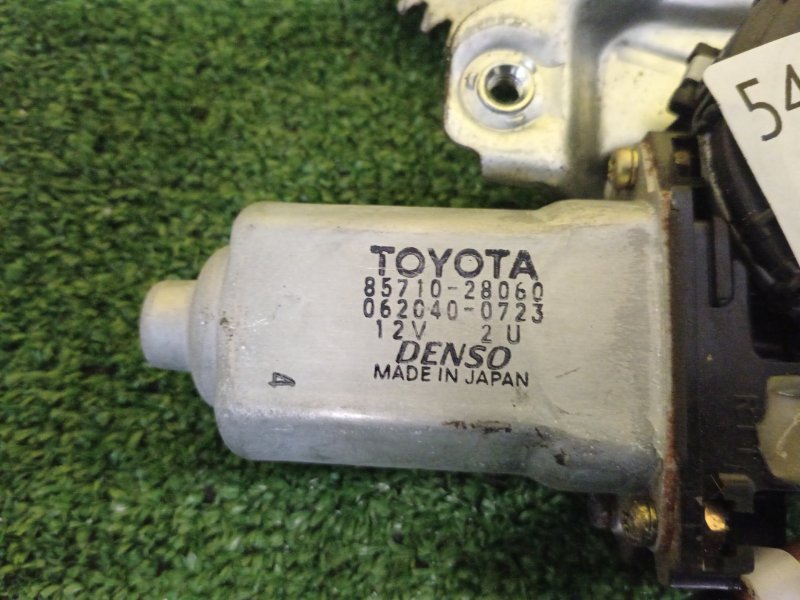 TOYOTA
85710-28060
062040-0723
12V 2U
DENSO
MADE IN JAPAN
4
54